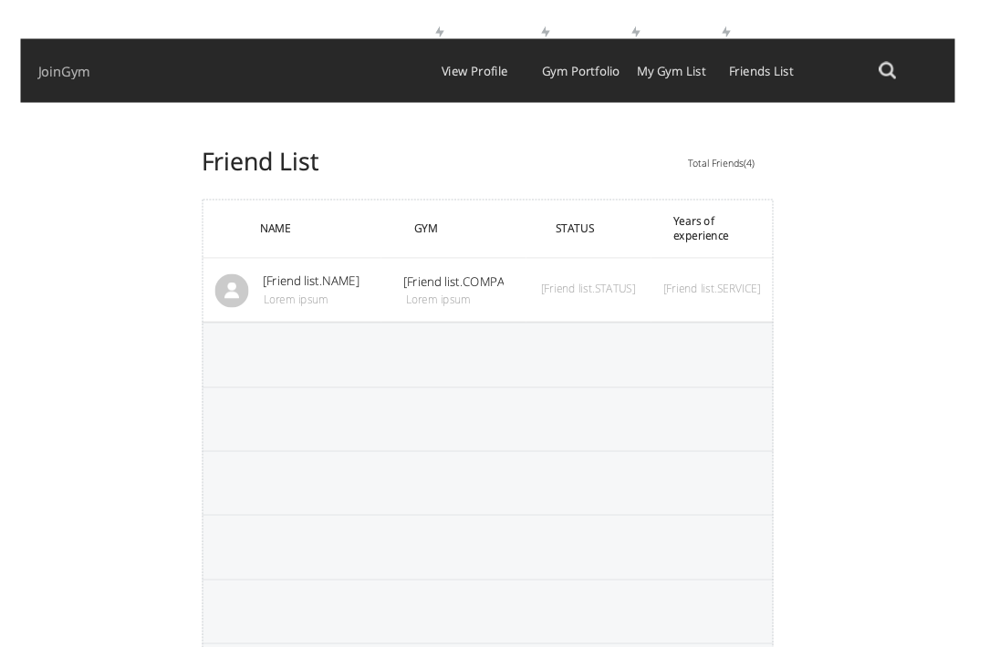 JoinGym
View Profile
Gym Portfolio
My Gym List
Friends List
Friend List
Total Friends(4)
NAME
GYM
STATUS
Years of
experience
[Friend list.NAME]
Lorem ipsum
[Friend list.COMPA
Lorem ipsum
[Friend list.STATUS]
[Friend list.SERVICE]